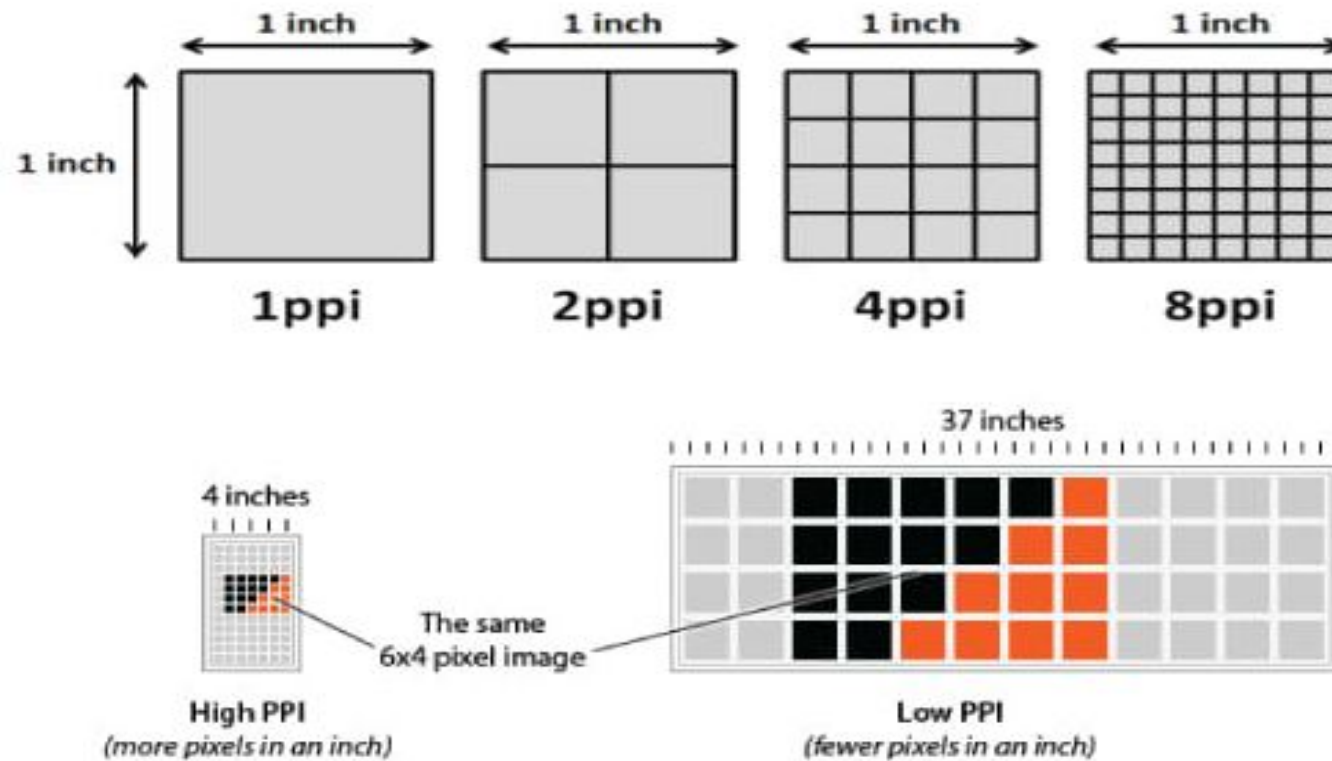 1 inch
1 inch
1 inch
1 inch
1 inch
1ppi
2ppi
4ppi
8ppi
37 inches
4 inches
The same
6x4 pixel image
High PPI
(more pixels in an inch)
Low PPI
(fewer pixels in an inch)